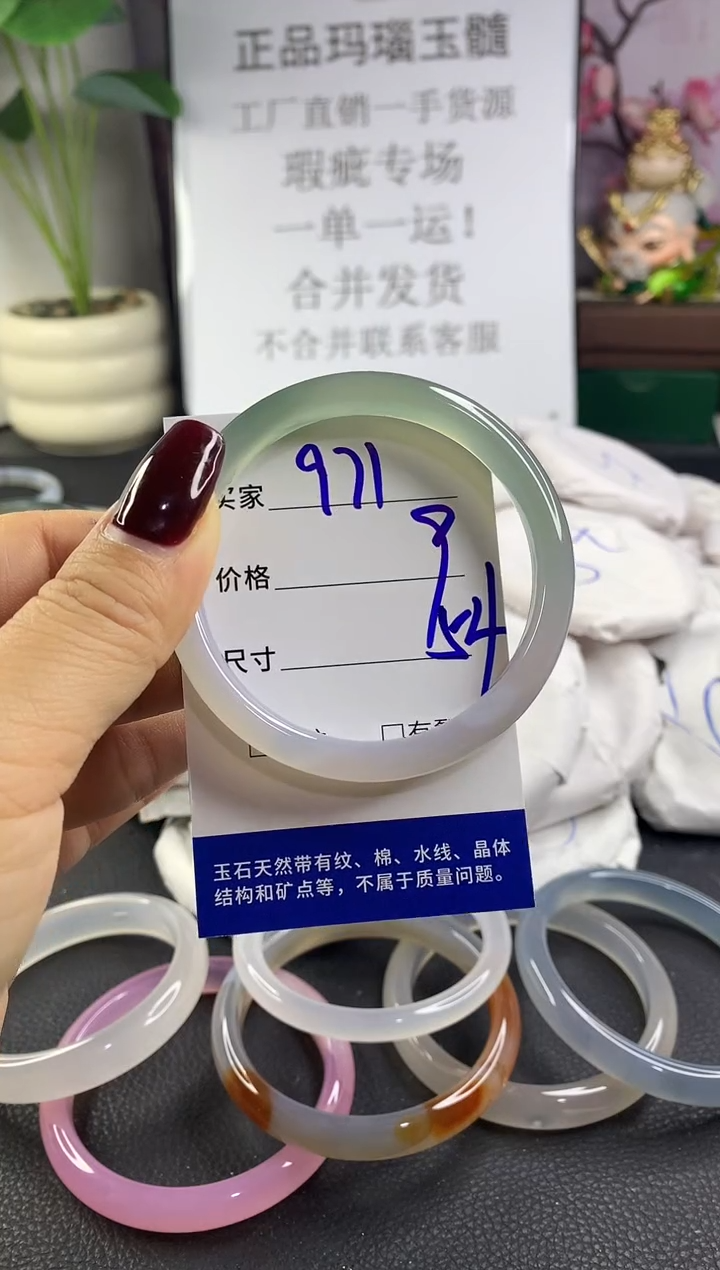 正品玛瑙玉髓
工厂直销一手货源
瑕疵专场
一单一运！
合并发货
不合并联系客服
买家 971
价格
尺寸 54
玉石天然带有纹、棉、水线、晶体
结构和矿点等，不属于质量问题。